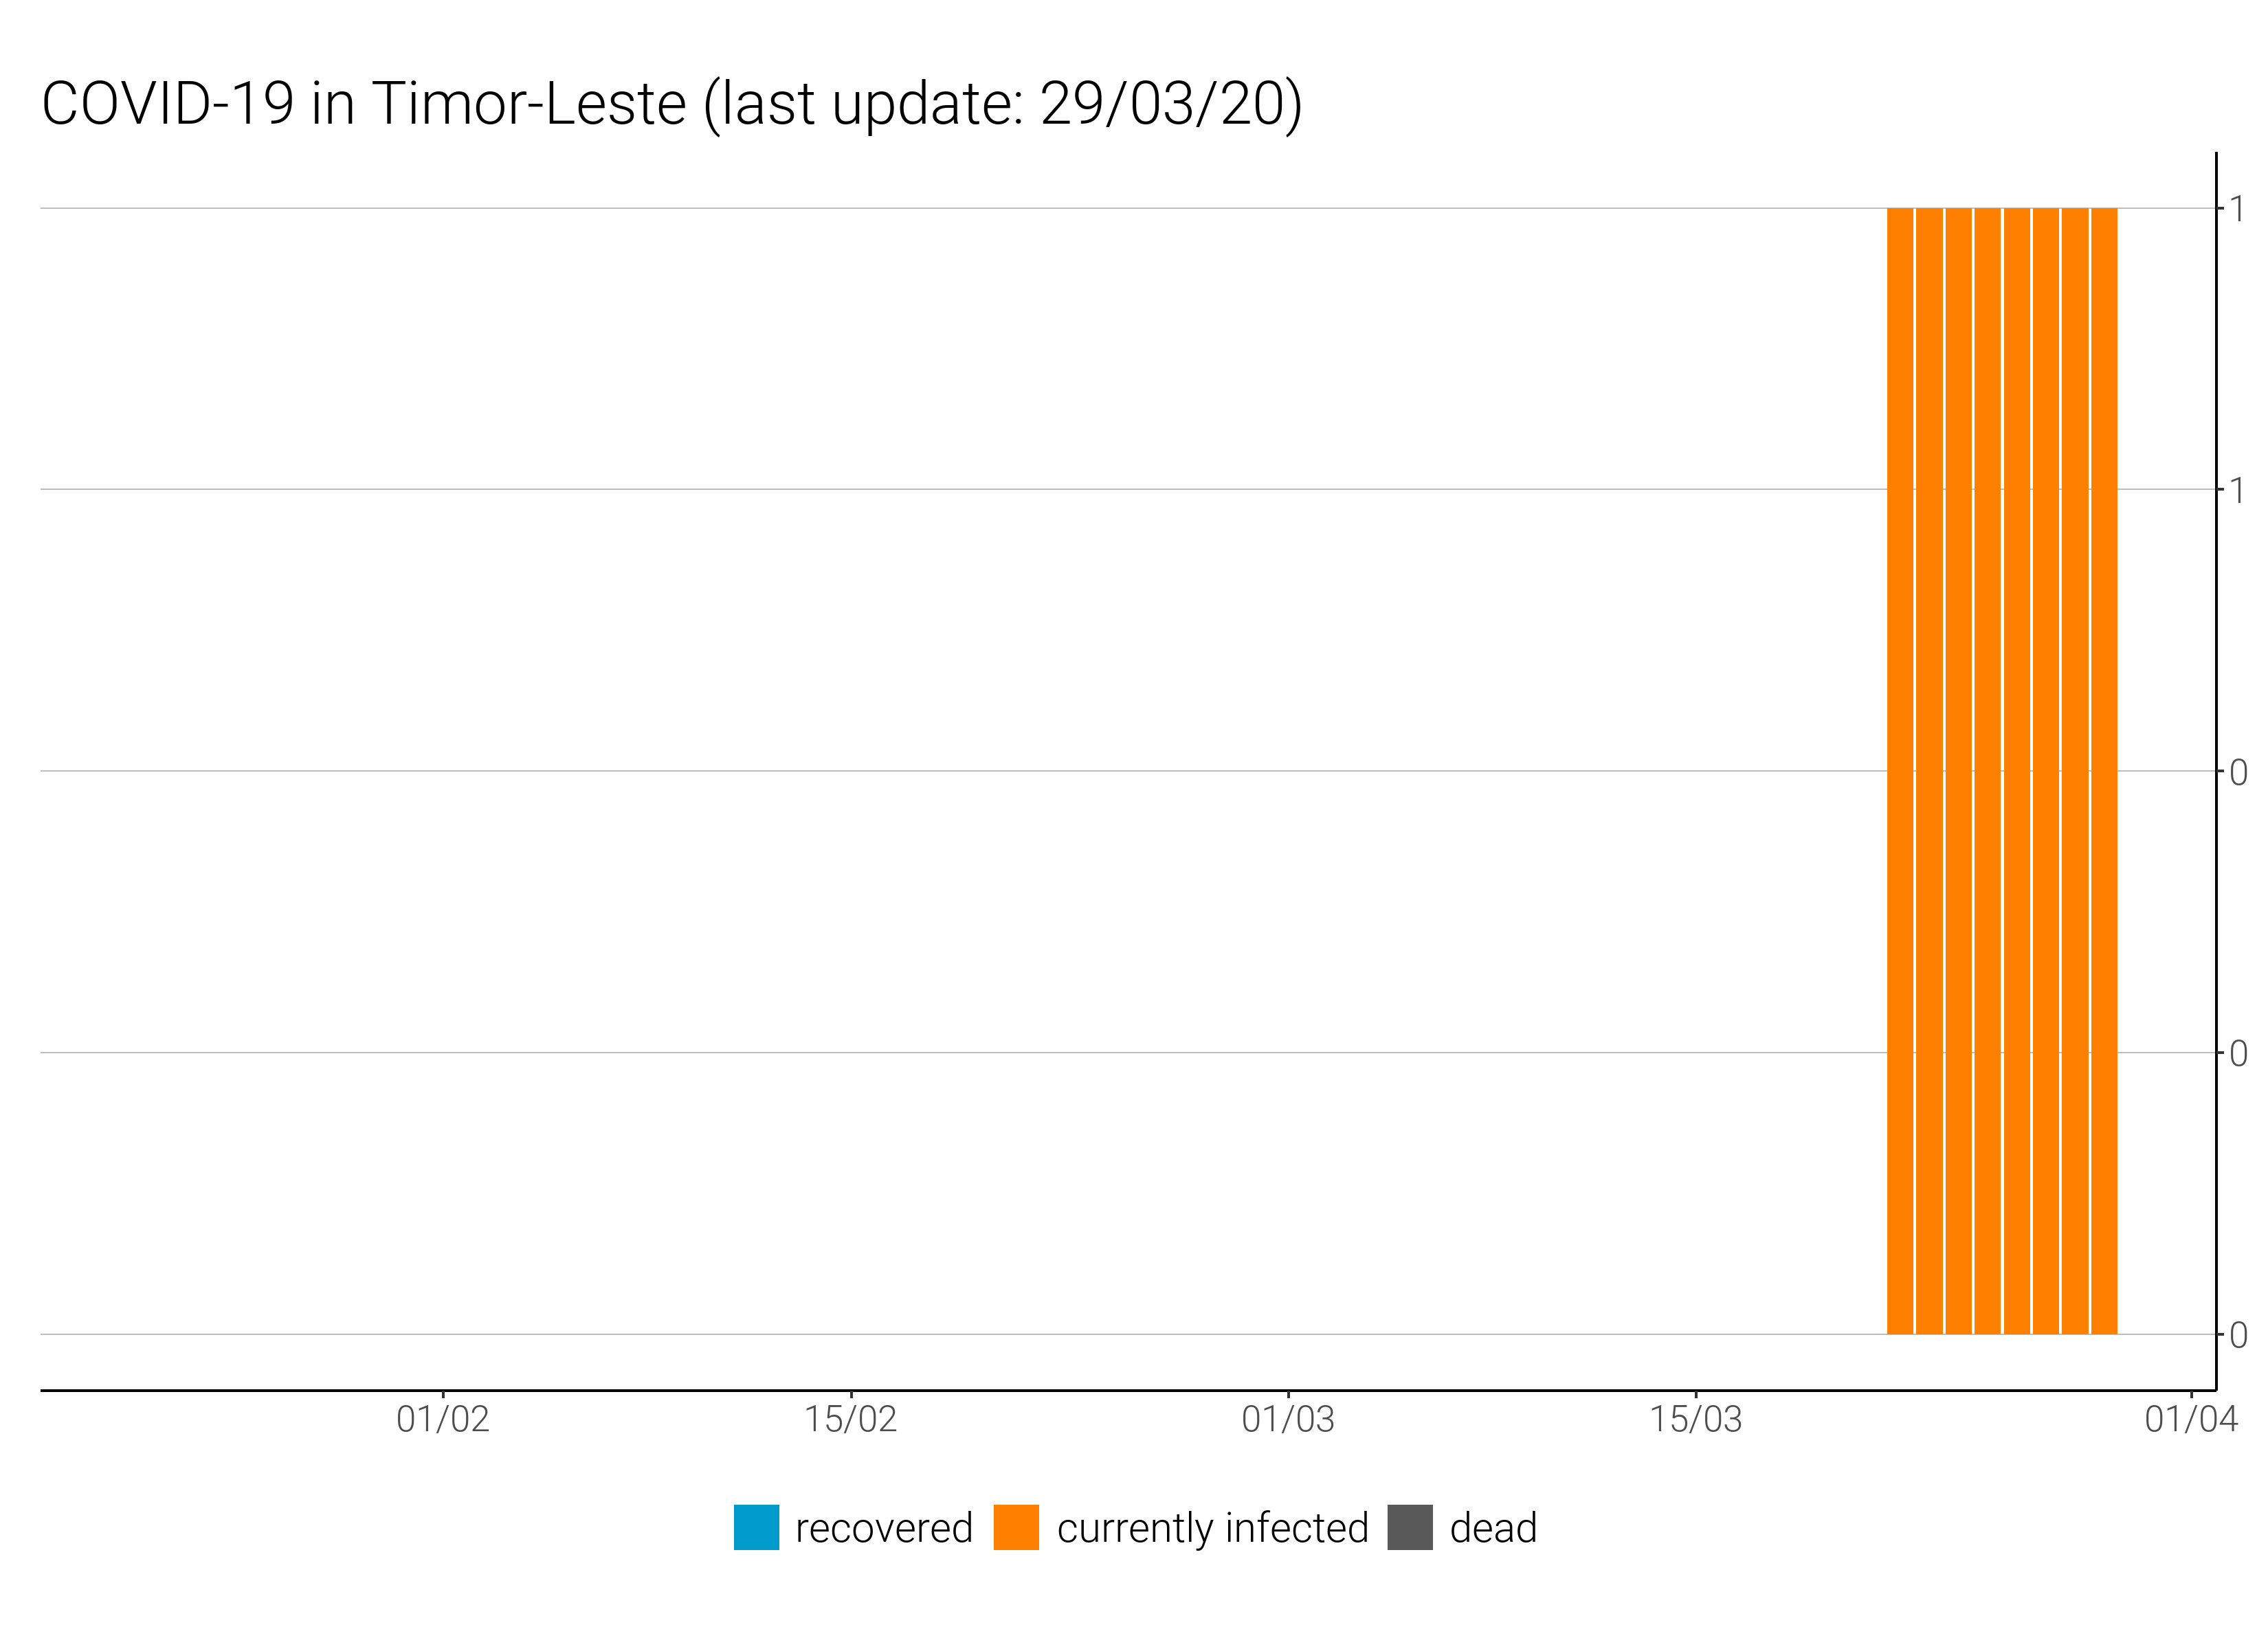 COVID-19 in Timor-Leste (last update: 29/03/20)
1
1
0
0
0
01/02 15/02 01/03 15/03 01/04
recovered currently infected dead